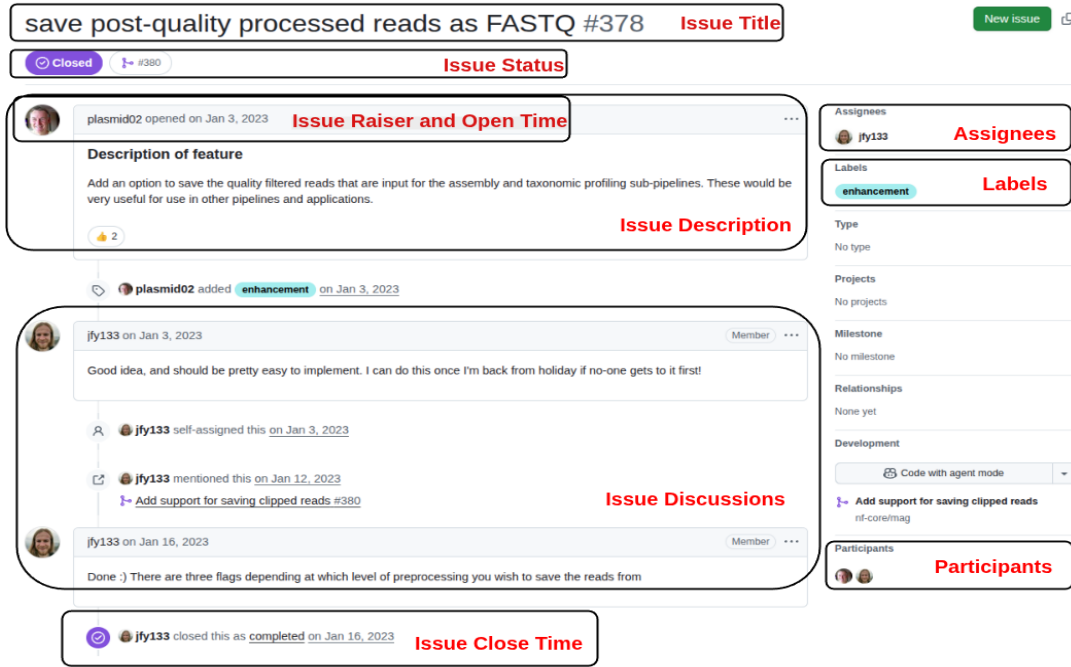 save post-quality processed reads as FASTQ #378 Issue Title
New issue
Closed #380 Issue Status
plasmid02 opened on Jan 3, 2023 Issue Raiser and Open Time
Description of feature
Add an option to save the quality filtered reads that are input for the assembly and taxonomic profiling sub-pipelines. These would be
very useful for use in other pipelines and applications.
Issue Description
👍 2
plasmid02 added enhancement on Jan 3, 2023
jfy133 on Jan 3, 2023 Member
Good idea, and should be pretty easy to implement. I can do this once I'm back from holiday if no-one gets to it first!
jfy133 self-assigned this on Jan 3, 2023
jfy133 mentioned this on Jan 12, 2023
Add support for saving clipped reads #380
Issue Discussions
jfy133 on Jan 16, 2023 Member
Done :) There are three flags depending at which level of preprocessing you wish to save the reads from
jfy133 closed this as completed on Jan 16, 2023 Issue Close Time
Assignees
jfy133 Assignees
Labels
enhancement Labels
Type
No type
Projects
No projects
Milestone
No milestone
Relationships
None yet
Development
Code with agent mode
Add support for saving clipped reads
nf-core/mag
Participants
Participants